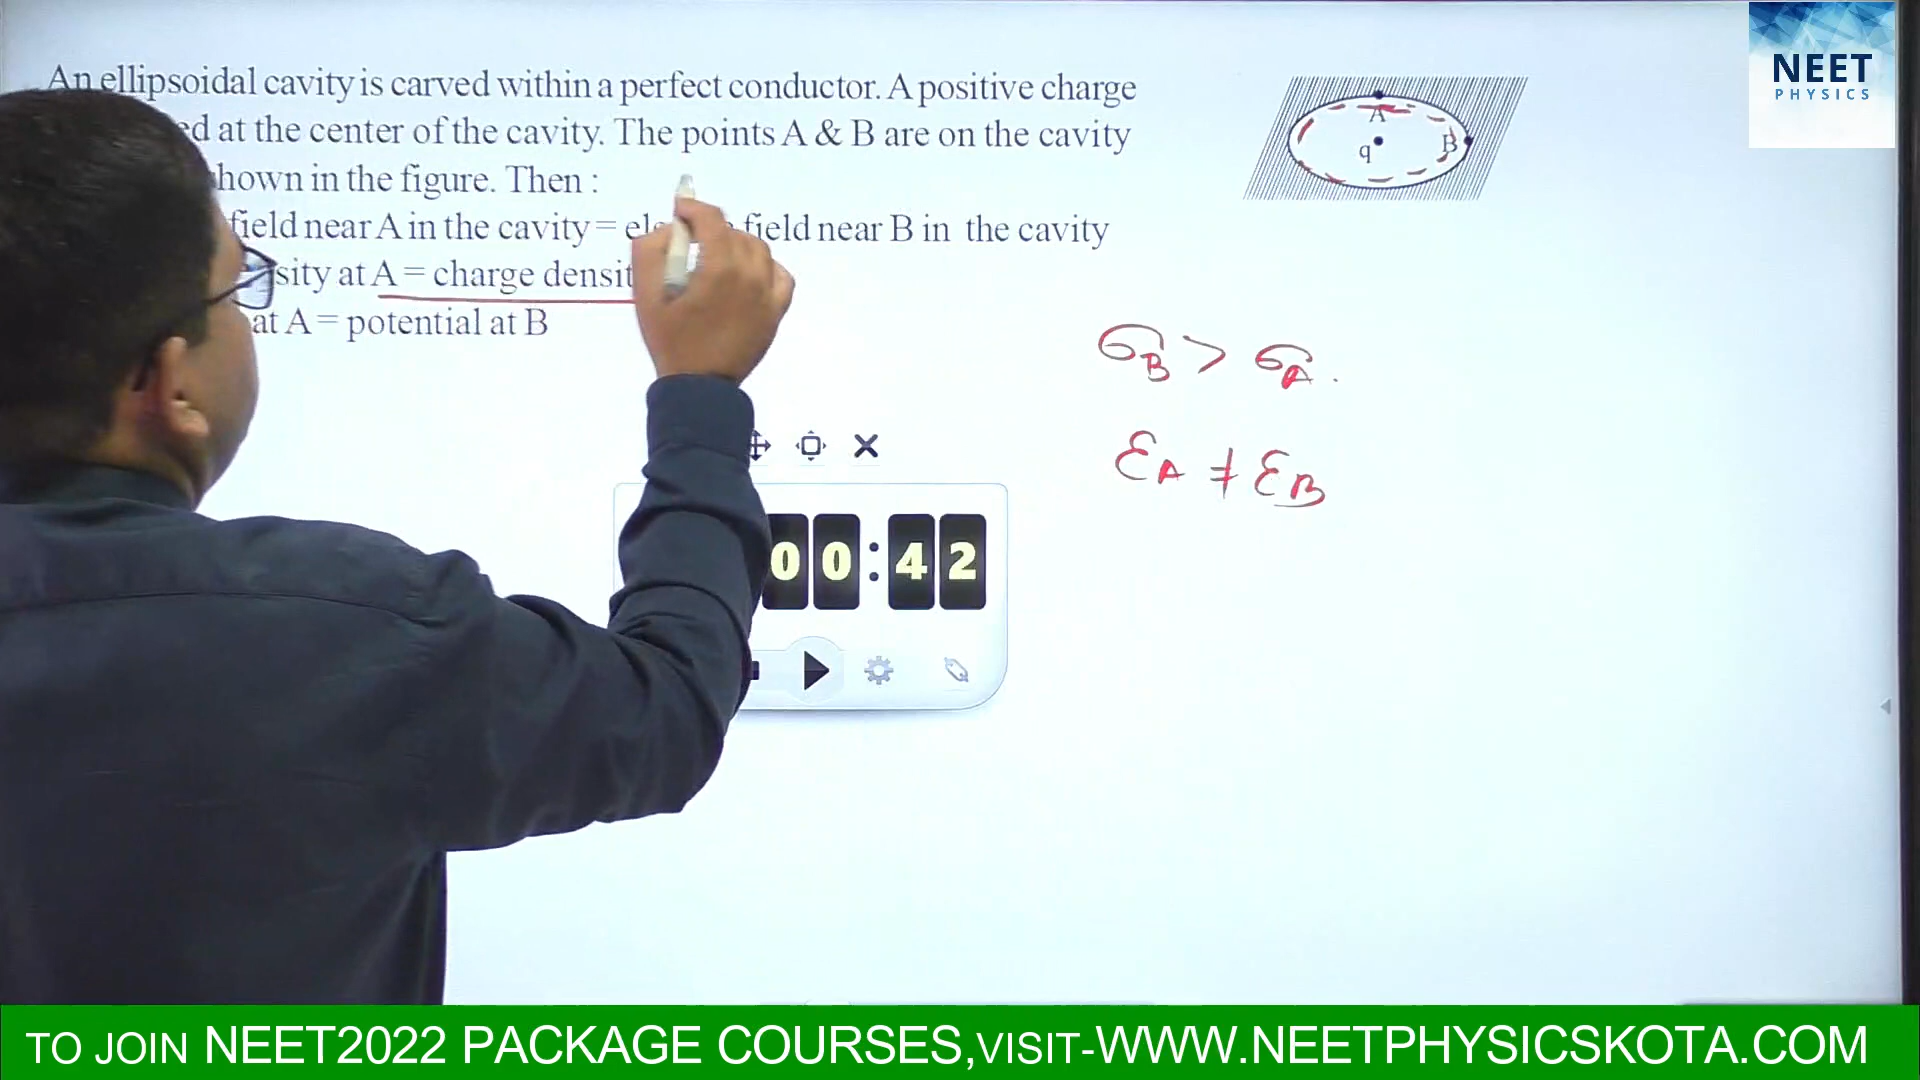 An ellipsoidal cavity is carved within a perfect conductor. A positive charge
ed at the center of the cavity. The points A & B are on the cavity
hown in the figure. Then :
field near A in the cavity = field near B in the cavity
sity at A = charge densit
at A = potential at B
A
q
B
NEET
PHYSICS
σB > σA.
EA ≠ EB
00:42
TO JOIN NEET2022 PACKAGE COURSES,VISIT-WWW.NEETPHYSICSKOTA.COM